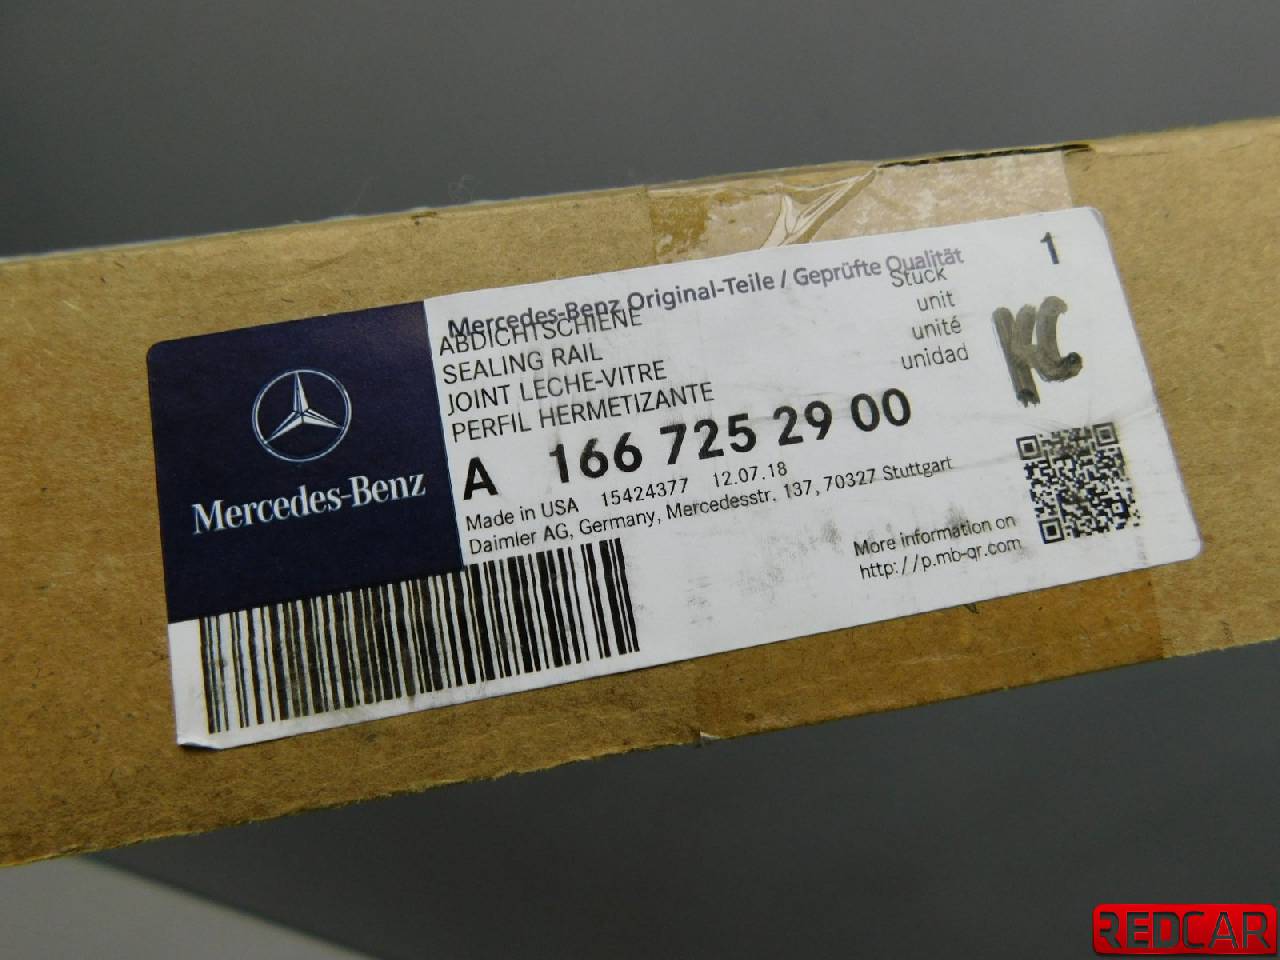 Mercedes-Benz Original-Teile / Geprüfte Qualität
ABDICHTSCHIENE
SEALING RAIL
JOINT LECHE-VITRE
PERFIL HERMETIZANTE
Stück
unit
unité
unidad
1
KC
A 166 725 29 00
Made in USA 15424377 12.07.18
Daimler AG, Germany, Mercedesstr. 137, 70327 Stuttgart
More information on
http://p.mb-qr.com
Mercedes-Benz
REDCAR